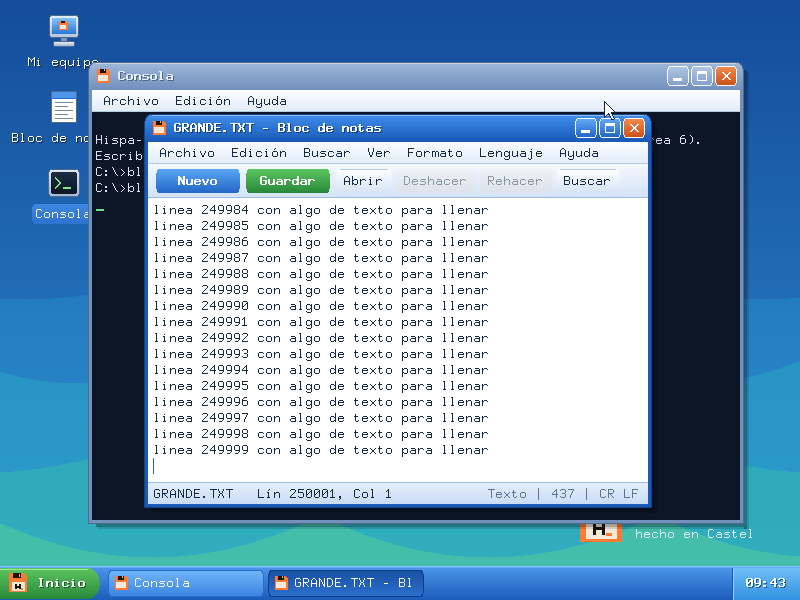 Mi equipo
Bloc de no
Consola
Consola
Archivo Edición Ayuda
Hispa-
ea 6).
Escrib
C:\>bl
C:\>bl
GRANDE.TXT - Bloc de notas
Archivo Edición Buscar Ver Formato Lenguaje Ayuda
Nuevo Guardar Abrir Deshacer Rehacer Buscar
linea 249984 con algo de texto para llenar
linea 249985 con algo de texto para llenar
linea 249986 con algo de texto para llenar
linea 249987 con algo de texto para llenar
linea 249988 con algo de texto para llenar
linea 249989 con algo de texto para llenar
linea 249990 con algo de texto para llenar
linea 249991 con algo de texto para llenar
linea 249992 con algo de texto para llenar
linea 249993 con algo de texto para llenar
linea 249994 con algo de texto para llenar
linea 249995 con algo de texto para llenar
linea 249996 con algo de texto para llenar
linea 249997 con algo de texto para llenar
linea 249998 con algo de texto para llenar
linea 249999 con algo de texto para llenar
GRANDE.TXT Lín 250001, Col 1 Texto | 437 | CR LF
H_
hecho en Castel
Inicio Consola GRANDE.TXT - Bl 09:43